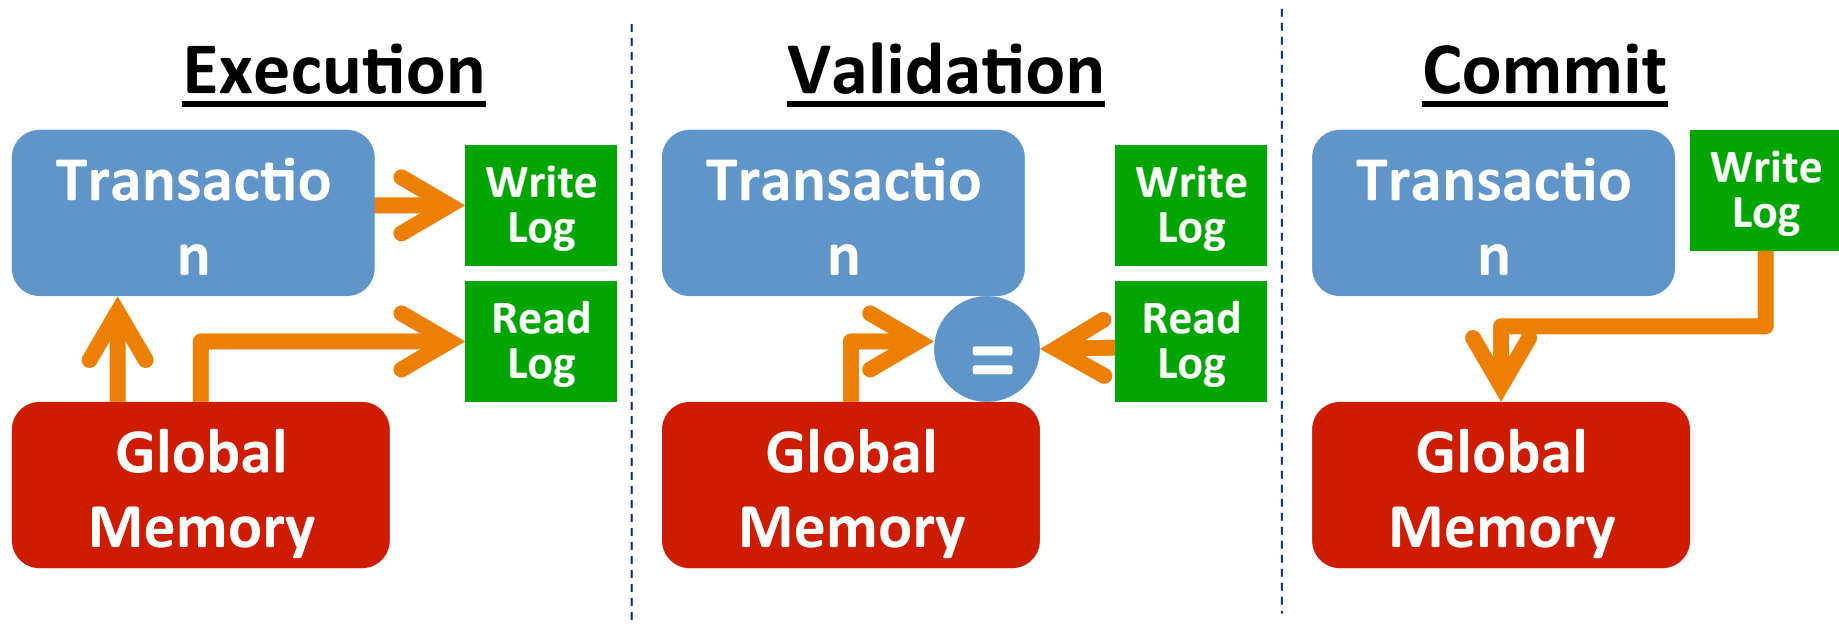 Execution
Transactio
n
Write
Log
Read
Log
Global
Memory
Validation
Transactio
n
Write
Log
=
Read
Log
Global
Memory
Commit
Transactio
n
Write
Log
Global
Memory